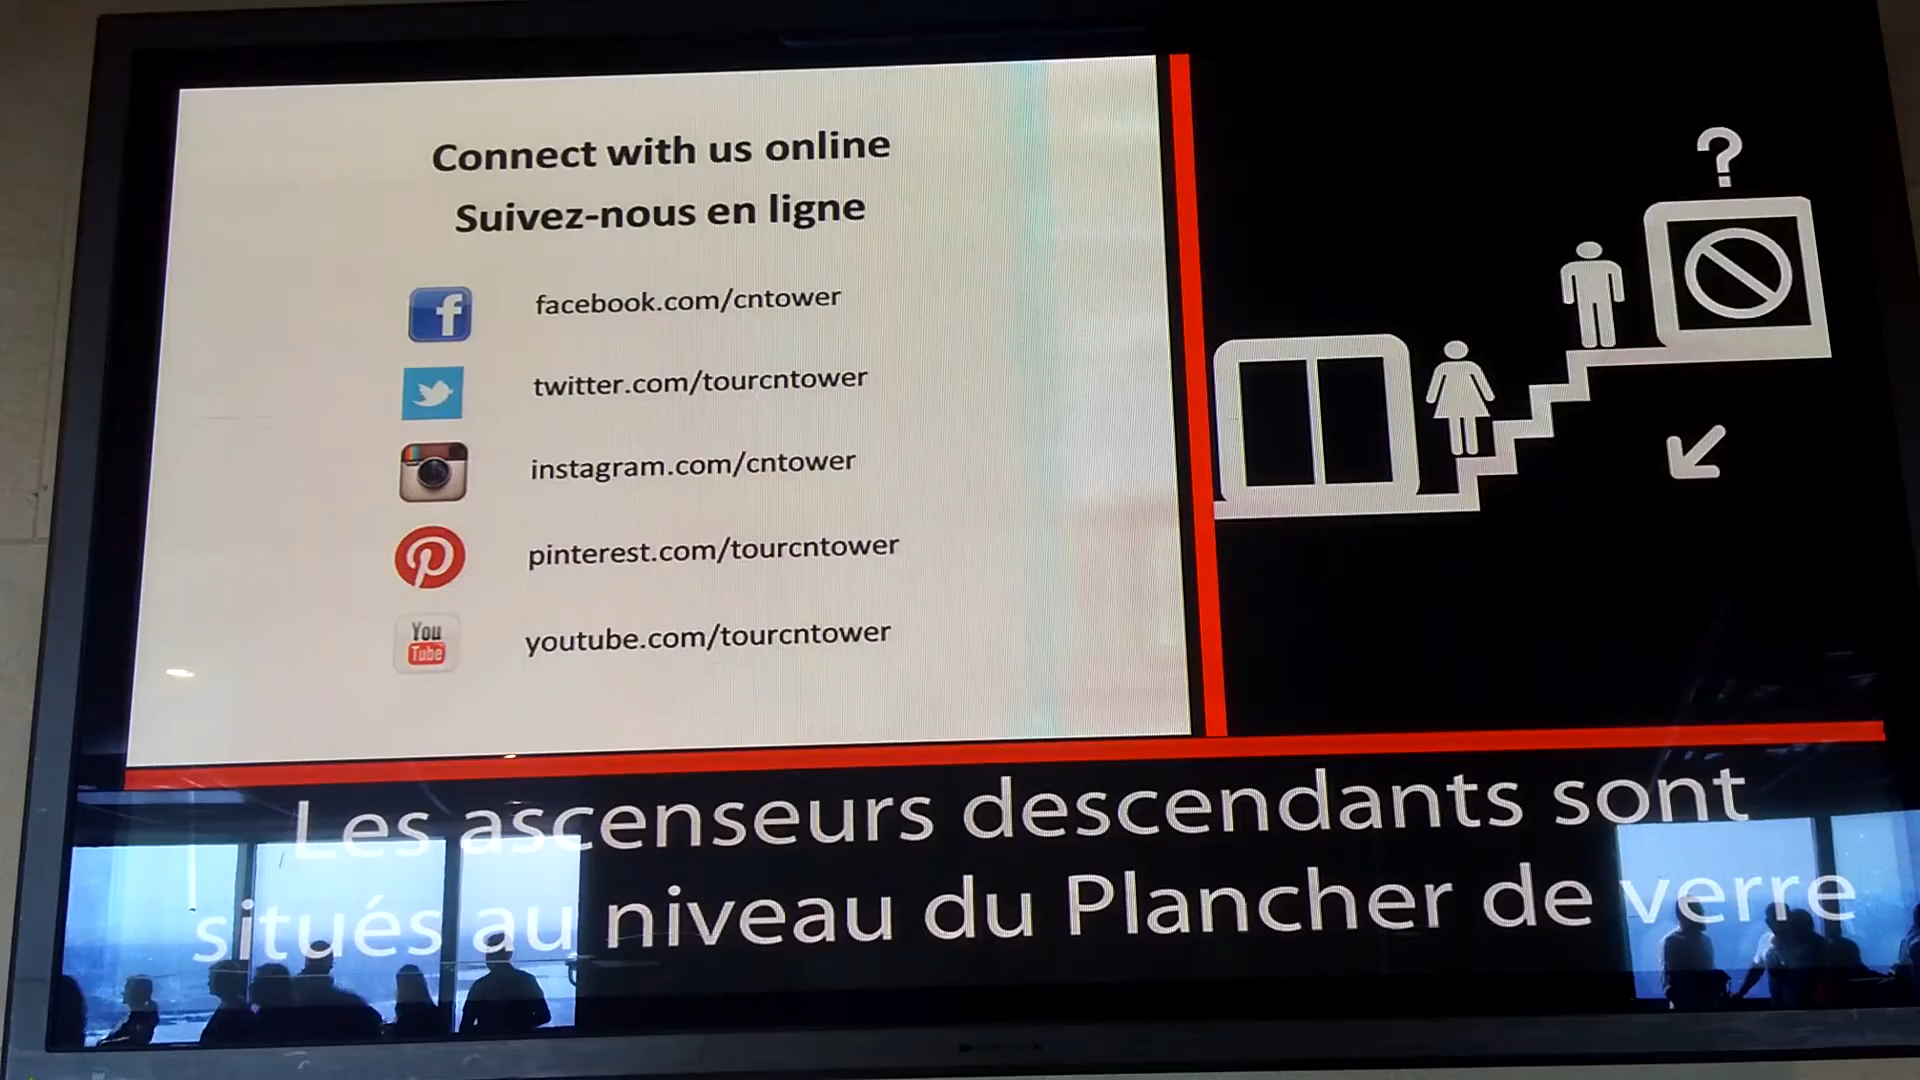 Connect with us online
Suivez-nous en ligne
f facebook.com/cntower
twitter.com/tourcntower
instagram.com/cntower
pinterest.com/tourcntower
You Tube youtube.com/tourcntower
?
Les ascenseurs descendants sont
situés au niveau du Plancher de verre